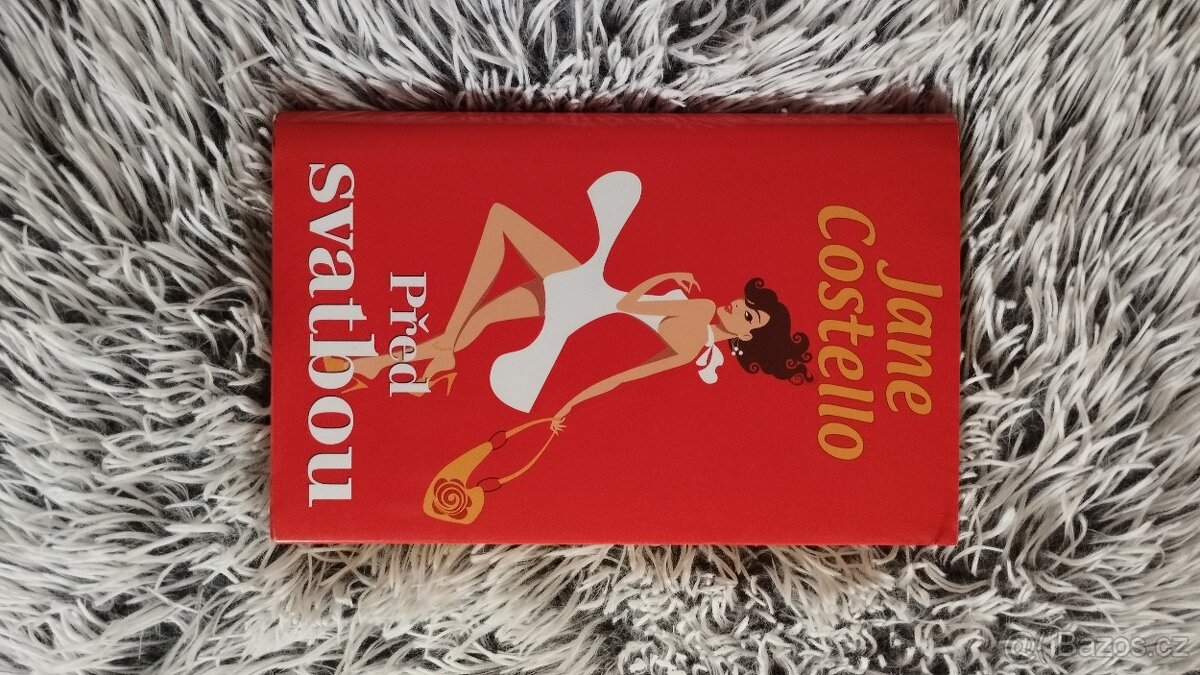 Jane
Costello
Před
svatbou
Bazos.cz